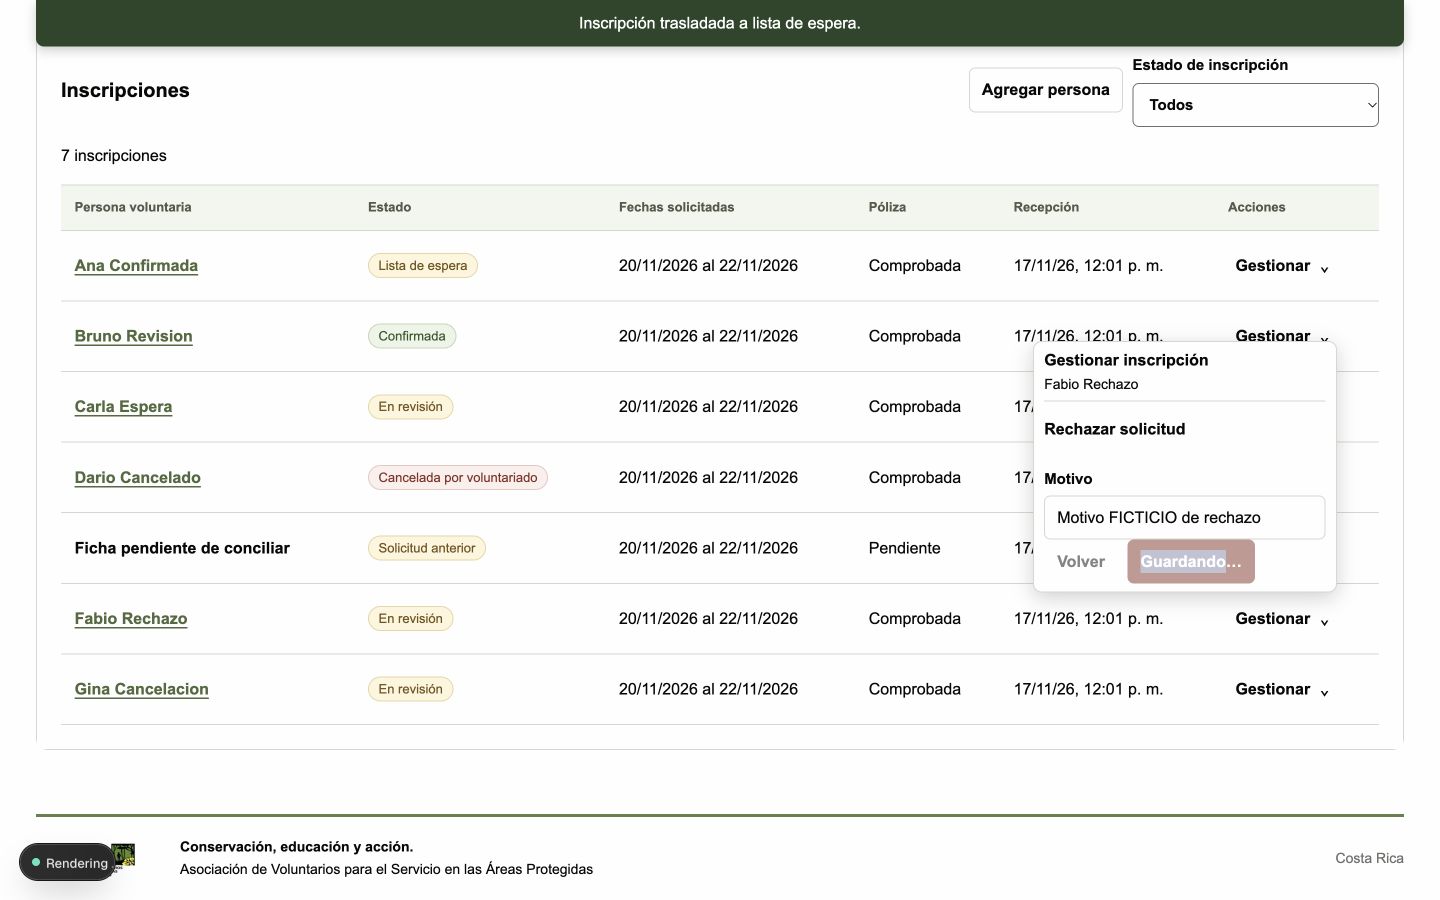 Inscripción trasladada a lista de espera.
Inscripciones
Agregar persona
Estado de inscripción
Todos
7 inscripciones
Persona voluntaria Estado Fechas solicitadas Póliza Recepción Acciones
Ana Confirmada Lista de espera 20/11/2026 al 22/11/2026 Comprobada 17/11/26, 12:01 p. m. Gestionar
Bruno Revision Confirmada 20/11/2026 al 22/11/2026 Comprobada 17/11/26, 12:01 p. m. Gestionar
Carla Espera En revisión 20/11/2026 al 22/11/2026 Comprobada 17/
Dario Cancelado Cancelada por voluntariado 20/11/2026 al 22/11/2026 Comprobada 17/
Ficha pendiente de conciliar Solicitud anterior 20/11/2026 al 22/11/2026 Pendiente 17/
Fabio Rechazo En revisión 20/11/2026 al 22/11/2026 Comprobada 17/11/26, 12:01 p. m. Gestionar
Gina Cancelacion En revisión 20/11/2026 al 22/11/2026 Comprobada 17/11/26, 12:01 p. m. Gestionar
Gestionar inscripción
Fabio Rechazo
Rechazar solicitud
Motivo
Motivo FICTICIO de rechazo
Volver Guardando...
Rendering
Conservación, educación y acción.
Asociación de Voluntarios para el Servicio en las Áreas Protegidas
Costa Rica